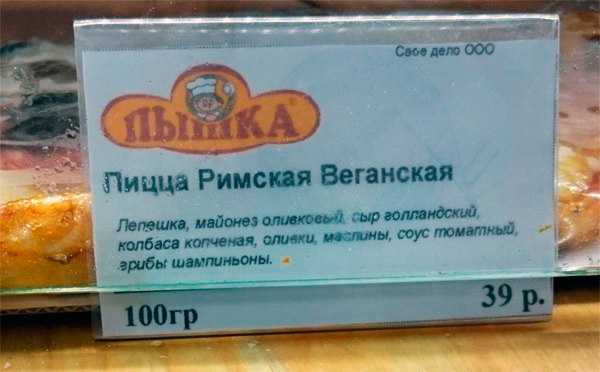 Свое дело ООО
ПЫШКА
Пицца Римская Веганская
Лепешка, майонез оливковый, сыр голландский,
колбаса копченая, оливки, маслины, соус томатный,
грибы шампиньоны.
100гр
39 р.